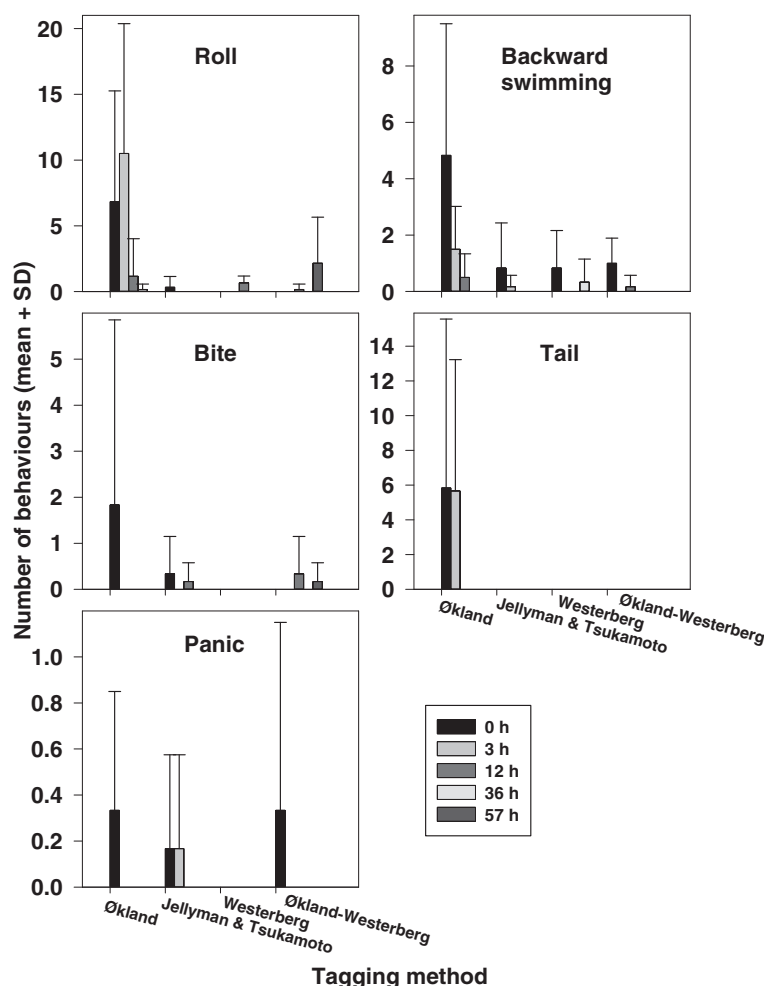 Number of behaviours (mean + SD)
Roll
20
15
10
5
0
Backward
swimming
8
6
4
2
0
Bite
5
4
3
2
1
0
Tail
14
12
10
8
6
4
2
0
Økland
Jellyman & Tsukamoto
Westerberg
Økland-Westerberg
Panic
1.0
0.8
0.6
0.4
0.2
0.0
Økland
Jellyman & Tsukamoto
Westerberg
Økland-Westerberg
0 h
3 h
12 h
36 h
57 h
Tagging method